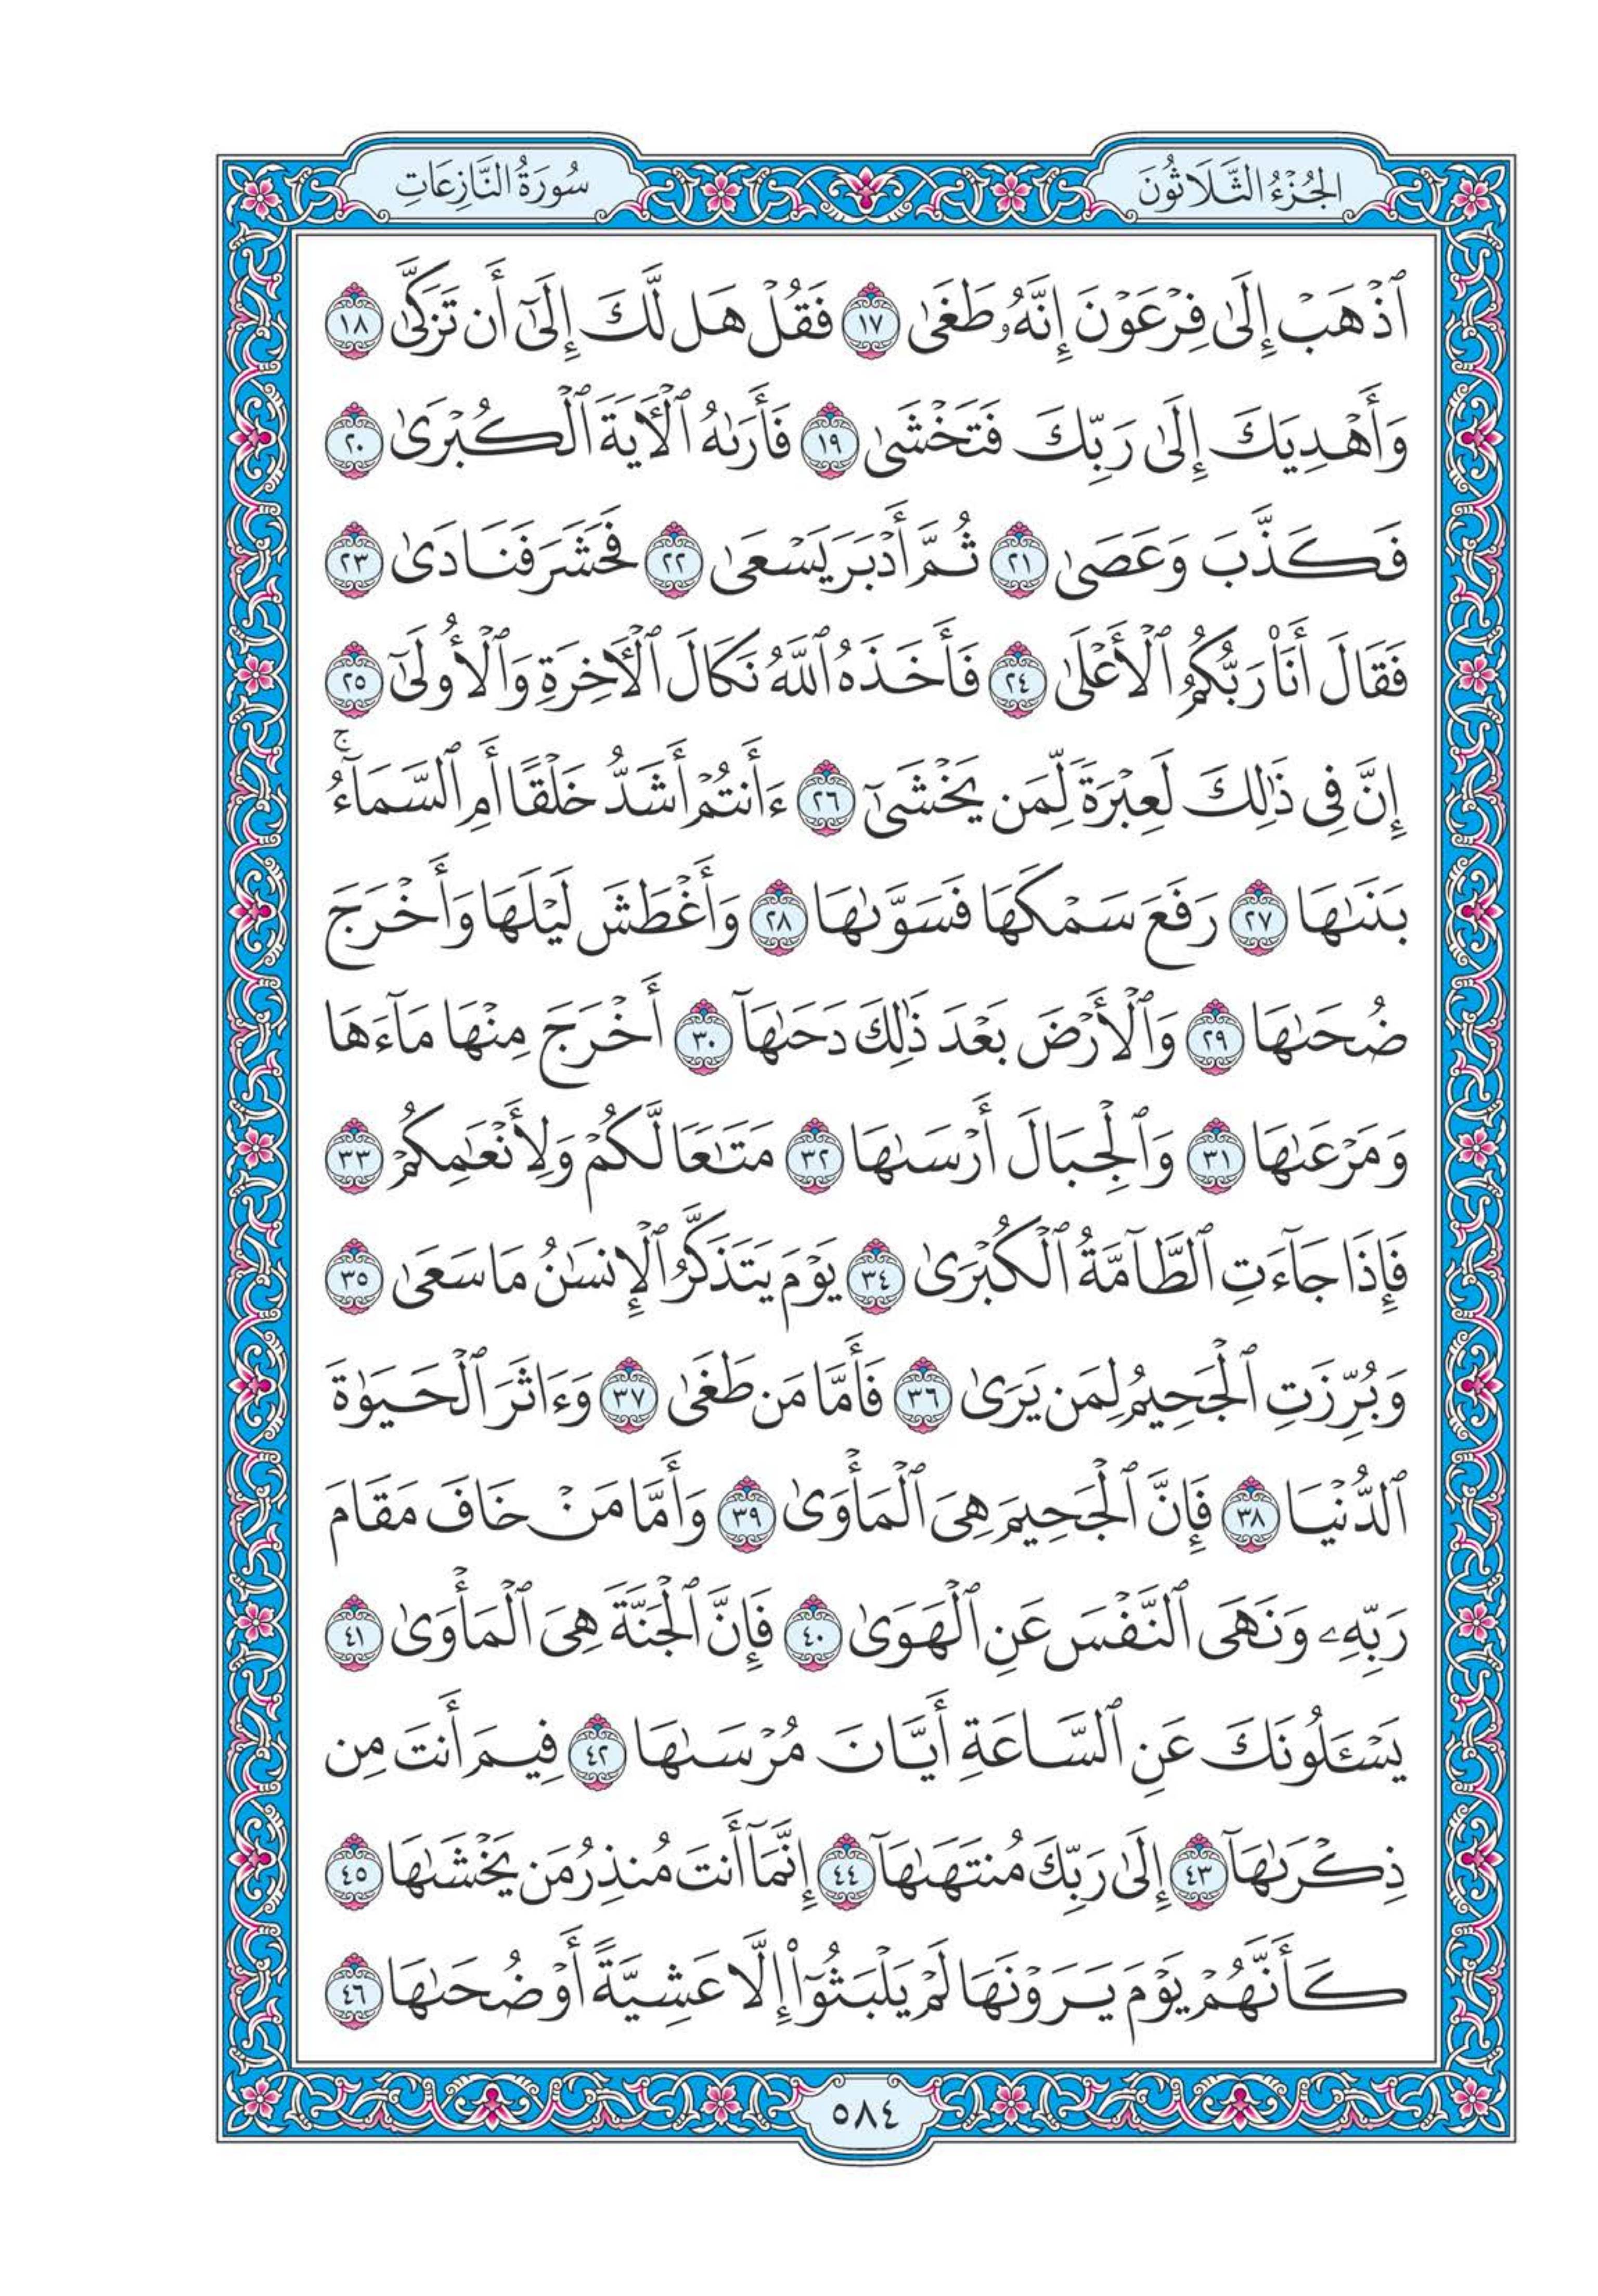 الجُزْءُ الثَّلَاثُونَ
سُورَةُ النَّازِعَاتِ
ٱذْهَبْ إِلَىٰ فِرْعَوْنَ إِنَّهُۥ طَغَىٰ ١٧ فَقُلْ هَل لَّكَ إِلَىٰٓ أَن تَزَكَّىٰ ١٨
وَأَهْدِيَكَ إِلَىٰ رَبِّكَ فَتَخْشَىٰ ١٩ فَأَرَىٰهُ ٱلْأٓيَةَ ٱلْكُبْرَىٰ ٢٠
فَكَذَّبَ وَعَصَىٰ ٢١ ثُمَّ أَدْبَرَ يَسْعَىٰ ٢٢ فَحَشَرَ فَنَادَىٰ ٢٣
فَقَالَ أَنَا۠ رَبُّكُمُ ٱلْأَعْلَىٰ ٢٤ فَأَخَذَهُ ٱللَّهُ نَكَالَ ٱلْأٓخِرَةِ وَٱلْأُولَىٰٓ ٢٥
إِنَّ فِى ذَٰلِكَ لَعِبْرَةً لِّمَن يَخْشَىٰٓ ٢٦ ءَأَنتُمْ أَشَدُّ خَلْقًا أَمِ ٱلسَّمَآءُ ۚ
بَنَىٰهَا ٢٧ رَفَعَ سَمْكَهَا فَسَوَّىٰهَا ٢٨ وَأَغْطَشَ لَيْلَهَا وَأَخْرَجَ
ضُحَىٰهَا ٢٩ وَٱلْأَرْضَ بَعْدَ ذَٰلِكَ دَحَىٰهَآ ٣٠ أَخْرَجَ مِنْهَا مَآءَهَا
وَمَرْعَىٰهَا ٣١ وَٱلْجِبَالَ أَرْسَىٰهَا ٣٢ مَتَٰعًا لَّكُمْ وَلِأَنْعَٰمِكُمْ ٣٣
فَإِذَا جَآءَتِ ٱلطَّآمَّةُ ٱلْكُبْرَىٰ ٣٤ يَوْمَ يَتَذَكَّرُ ٱلْإِنسَٰنُ مَا سَعَىٰ ٣٥
وَبُرِّزَتِ ٱلْجَحِيمُ لِمَن يَرَىٰ ٣٦ فَأَمَّا مَن طَغَىٰ ٣٧ وَءَاثَرَ ٱلْحَيَوٰةَ
ٱلدُّنْيَا ٣٨ فَإِنَّ ٱلْجَحِيمَ هِىَ ٱلْمَأْوَىٰ ٣٩ وَأَمَّا مَنْ خَافَ مَقَامَ
رَبِّهِۦ وَنَهَى ٱلنَّفْسَ عَنِ ٱلْهَوَىٰ ٤٠ فَإِنَّ ٱلْجَنَّةَ هِىَ ٱلْمَأْوَىٰ ٤١
يَسْـَٔلُونَكَ عَنِ ٱلسَّاعَةِ أَيَّانَ مُرْسَىٰهَا ٤٢ فِيمَ أَنتَ مِن
ذِكْرَىٰهَآ ٤٣ إِلَىٰ رَبِّكَ مُنتَهَىٰهَآ ٤٤ إِنَّمَآ أَنتَ مُنذِرُ مَن يَخْشَىٰهَا ٤٥
كَأَنَّهُمْ يَوْمَ يَرَوْنَهَا لَمْ يَلْبَثُوٓا۟ إِلَّا عَشِيَّةً أَوْ ضُحَىٰهَا ٤٦
٥٨٤